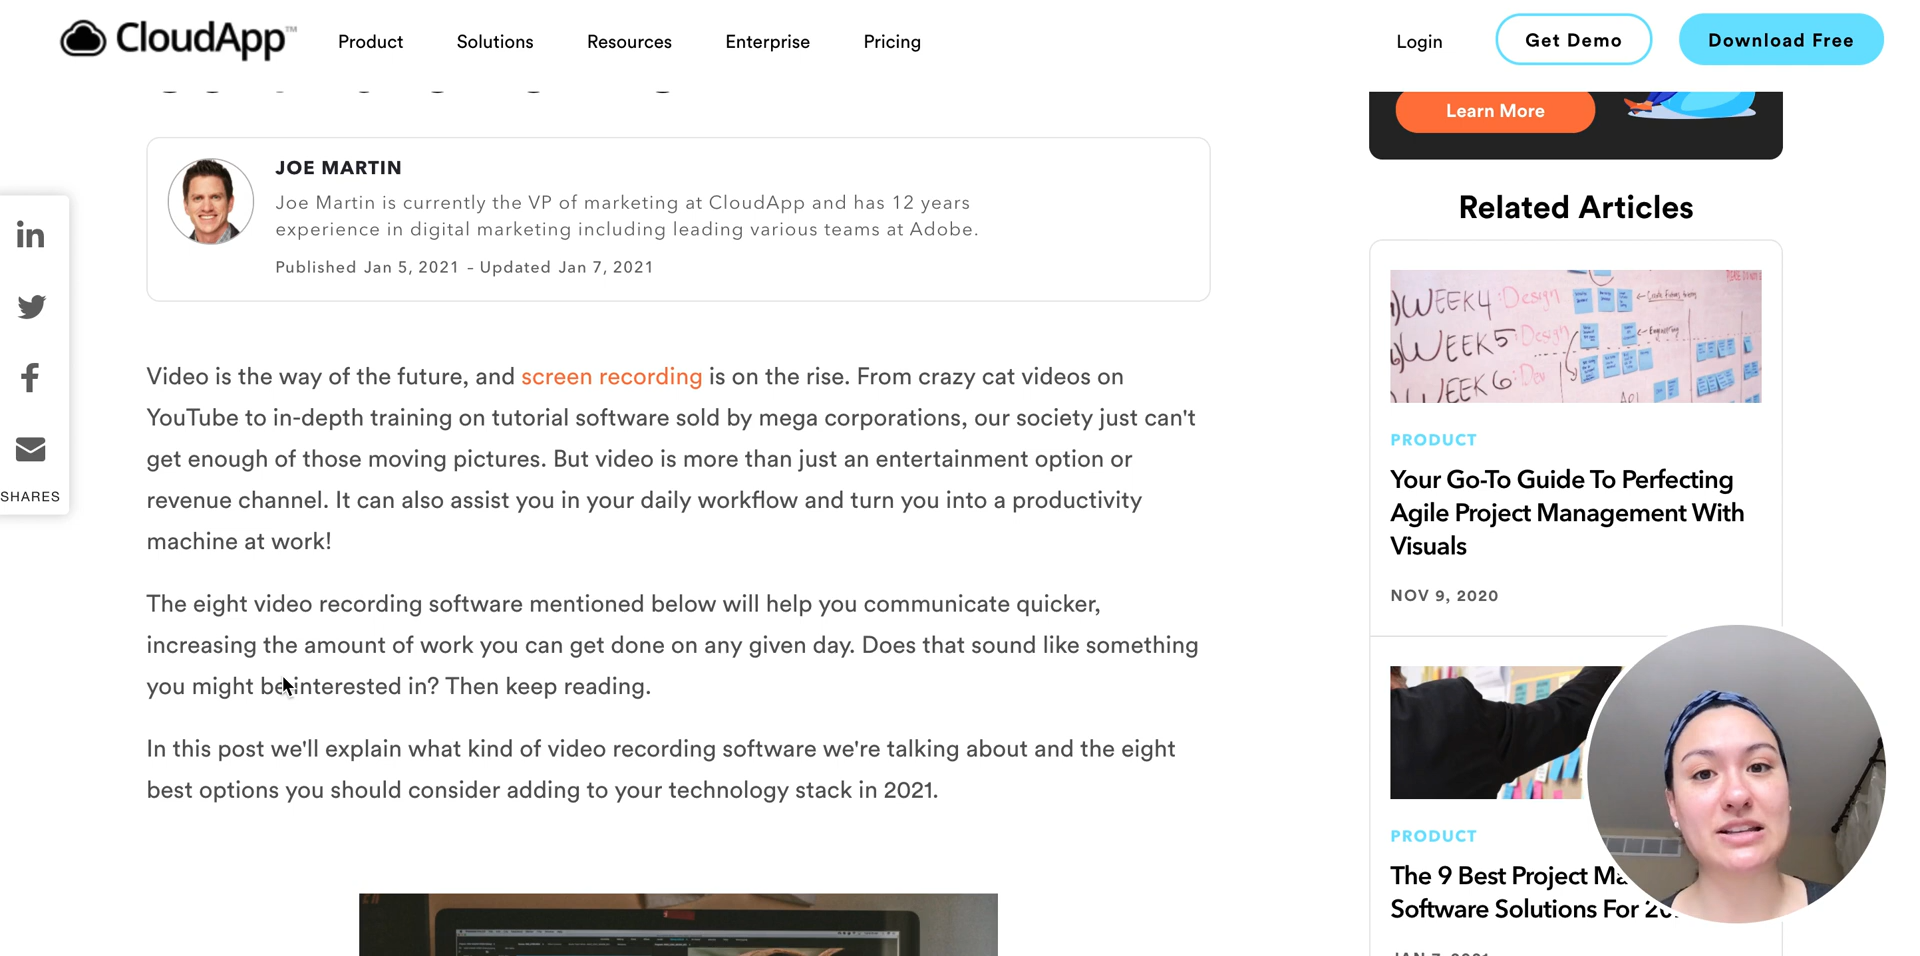 CloudApp™
Product
Solutions
Resources
Enterprise
Pricing
Login
Get Demo
Download Free
JOE MARTIN
Joe Martin is currently the VP of marketing at CloudApp and has 12 years
experience in digital marketing including leading various teams at Adobe.
Published Jan 5, 2021 – Updated Jan 7, 2021
SHARES
Video is the way of the future, and screen recording is on the rise. From crazy cat videos on
YouTube to in-depth training on tutorial software sold by mega corporations, our society just can't
get enough of those moving pictures. But video is more than just an entertainment option or
revenue channel. It can also assist you in your daily workflow and turn you into a productivity
machine at work!
The eight video recording software mentioned below will help you communicate quicker,
increasing the amount of work you can get done on any given day. Does that sound like something
you might be interested in? Then keep reading.
In this post we'll explain what kind of video recording software we're talking about and the eight
best options you should consider adding to your technology stack in 2021.
Learn More
Related Articles
WEEK4: Design
WEEK5: Design
WEEK6: Dev
Engineering
API
PRODUCT
Your Go-To Guide To Perfecting
Agile Project Management With
Visuals
NOV 9, 2020
PRODUCT
The 9 Best Project
Software Solutions For